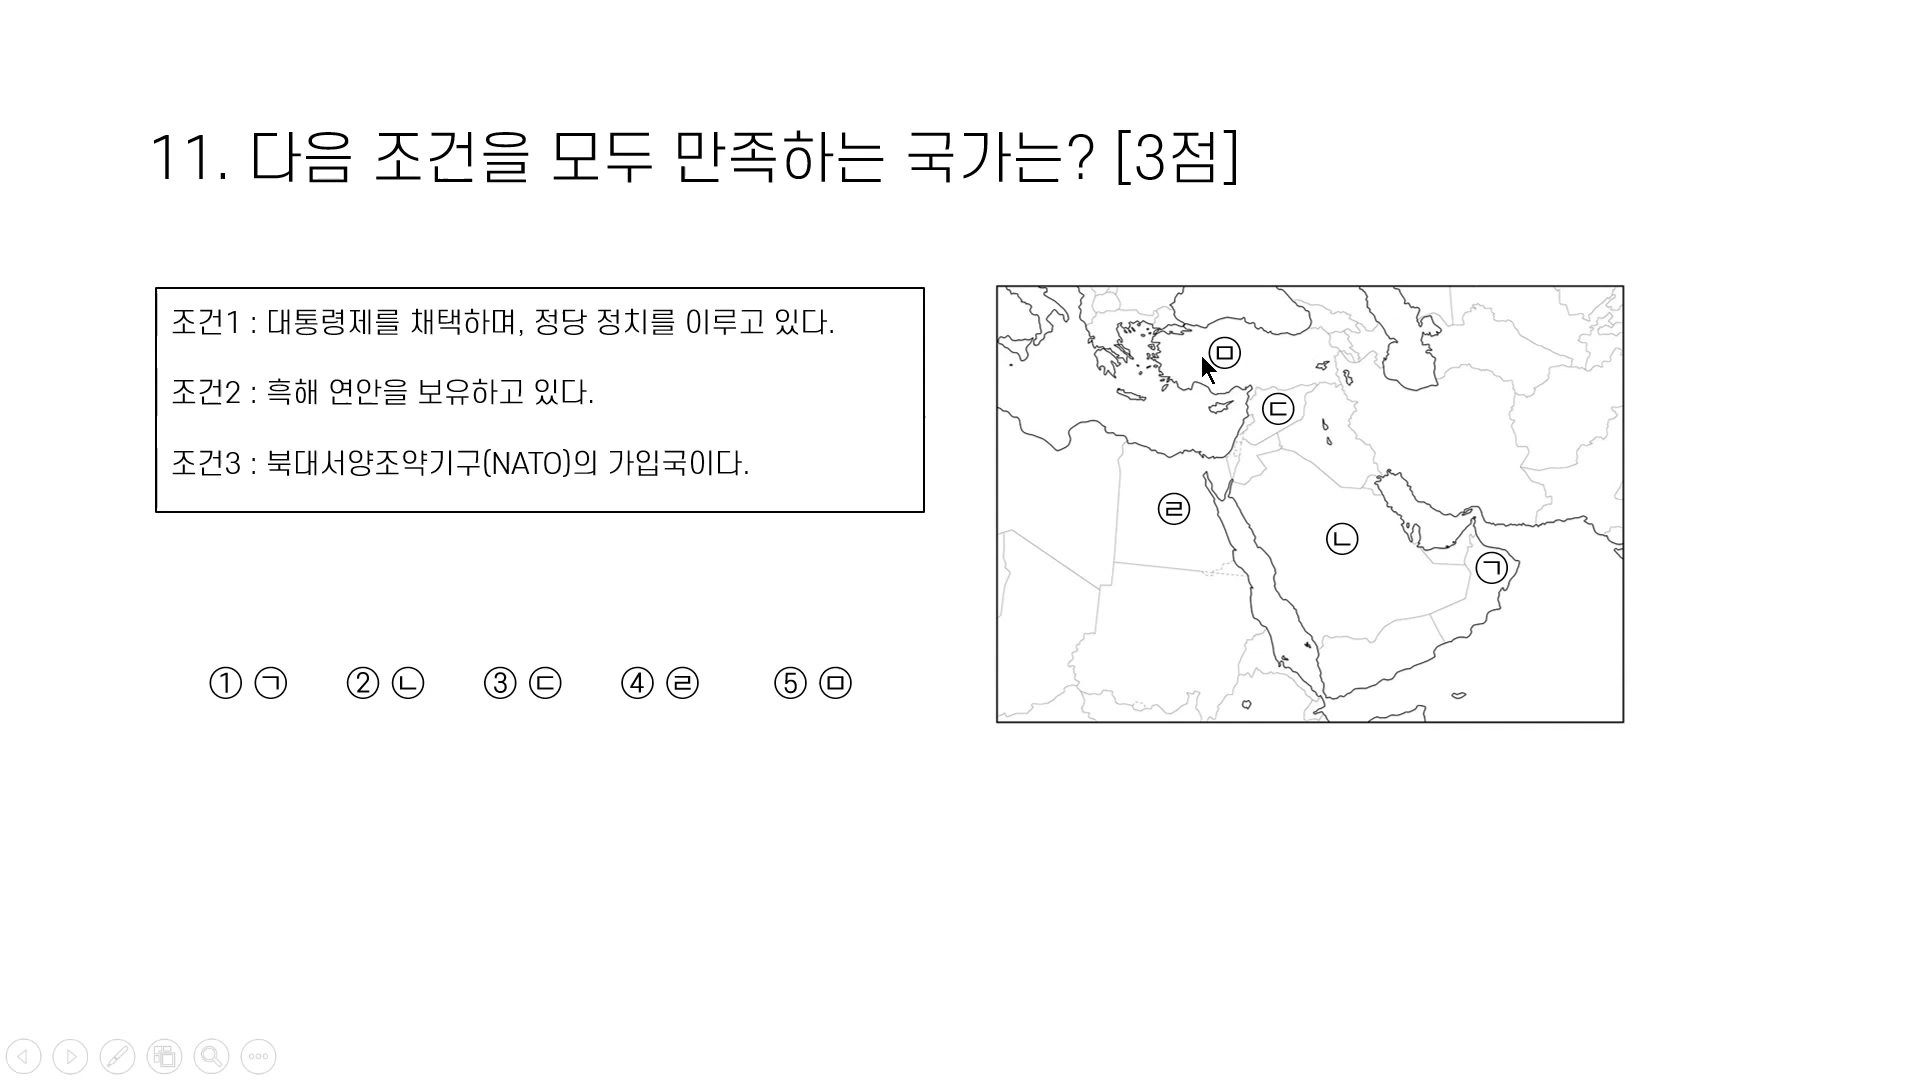 11. 다음 조건을 모두 만족하는 국가는? [3점]
조건1 : 대통령제를 채택하며, 정당 정치를 이루고 있다.
조건2 : 흑해 연안을 보유하고 있다.
조건3 : 북대서양조약기구(NATO)의 가입국이다.
㉤
㉢
㉣
㉡
㉠
① ㉠ ② ㉡ ③ ㉢ ④ ㉣ ⑤ ㉤